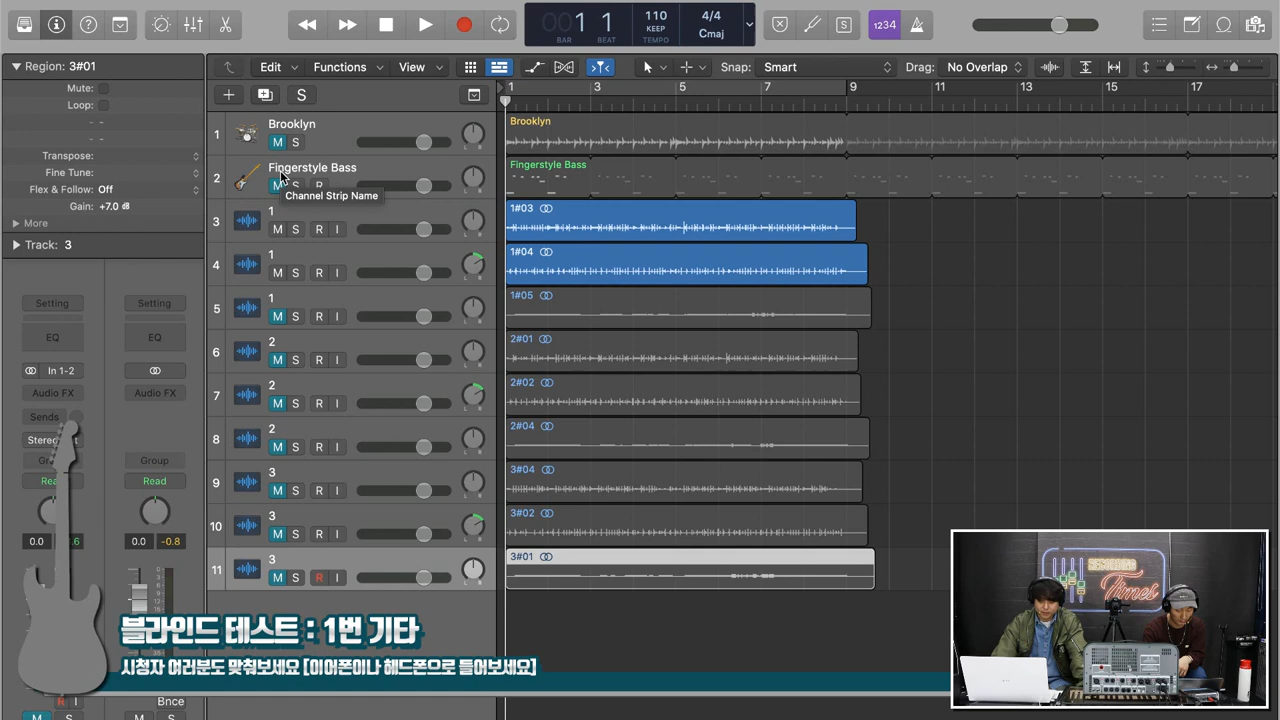 1 1
BAR BEAT
110
KEEP
TEMPO
4/4
Cmaj
1234
S
Region: 3#01
Mute:
Loop:
Transpose:
Fine Tune:
Flex & Follow: Off
Gain: +7.0 dB
More
Track: 3
Setting Setting
EQ EQ
In 1-2
Audio FX Audio FX
Sends
Group
Read
0.0 0.0 -0.8
R I Bnce
M S M S
Edit Functions View
Snap: Smart
Drag: No Overlap
S
1 3 5 7 9 11 13 15 17
1 Brooklyn
M S
2 Fingerstyle Bass
Channel Strip Name
3 1
M S R I
4 1
M S R I
5 1
M S R I
6 2
M S R I
7 2
M S R I
8 2
M S R I
9 3
M S R I
10 3
M S R I
11 3
M S R I
Brooklyn
Fingerstyle Bass
1#03
1#04
1#05
2#01
2#02
2#04
3#04
3#02
3#01
RECORDING
Times
블라인드 테스트 : 1번 기타
시청자 여러분도 맞춰보세요 [이어폰이나 헤드폰으로 들어보세요]